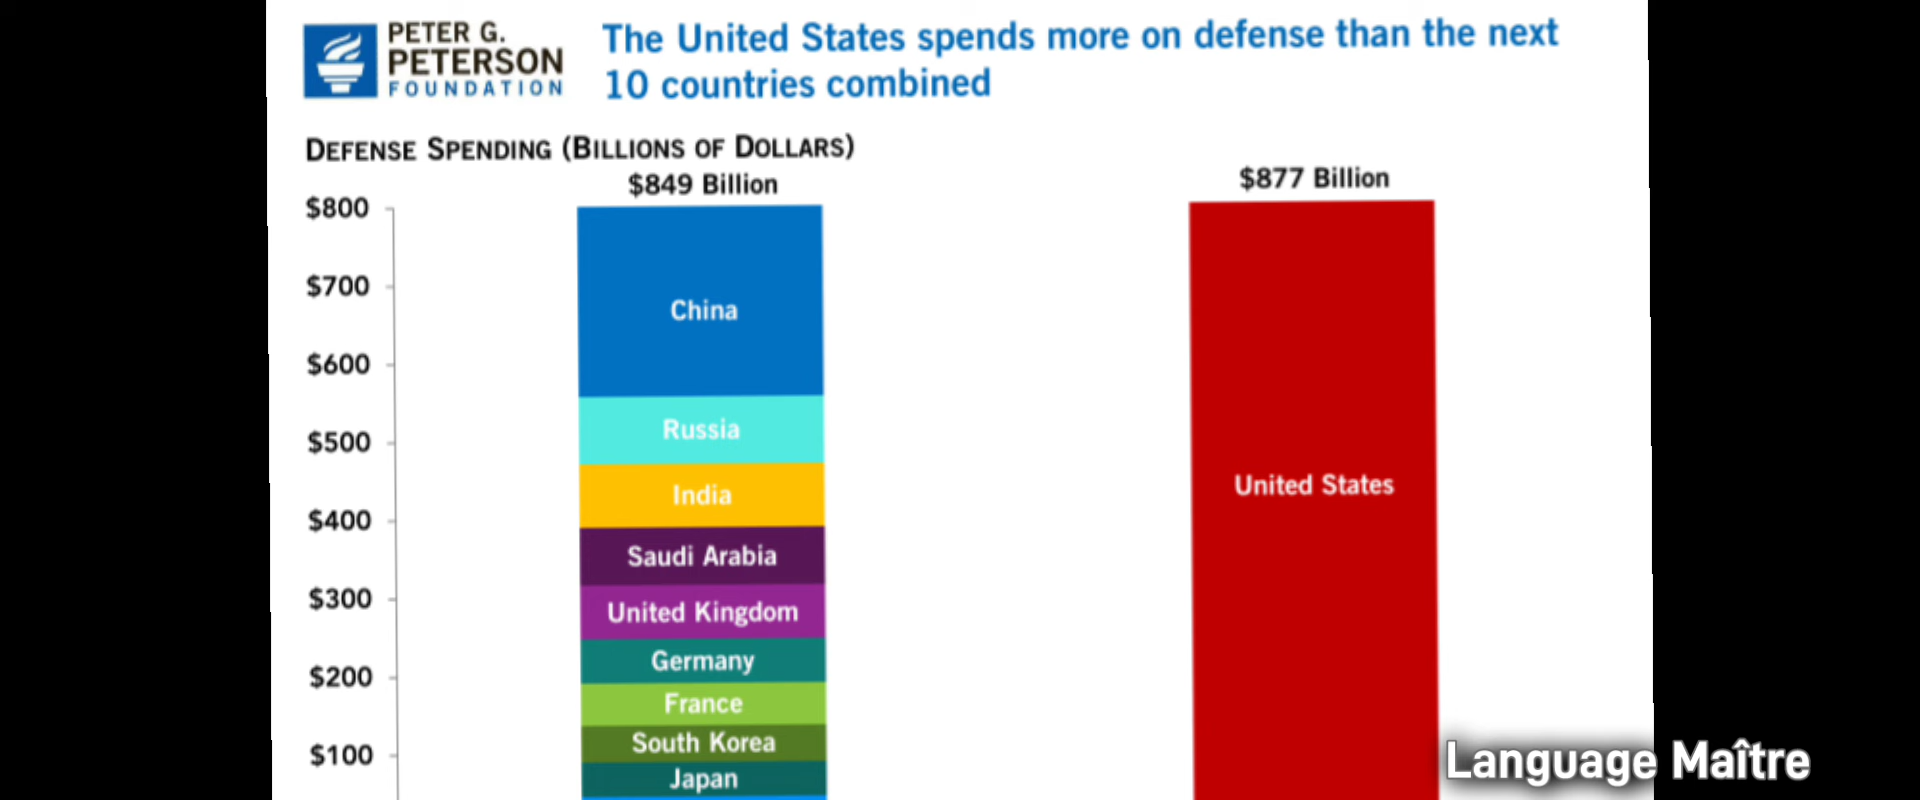 PETER G.
PETERSON
FOUNDATION
The United States spends more on defense than the next
10 countries combined
DEFENSE SPENDING (BILLIONS OF DOLLARS)
$849 Billion
$877 Billion
$800
$700
$600
$500
$400
$300
$200
$100
China
Russia
India
Saudi Arabia
United Kingdom
Germany
France
South Korea
Japan
United States
Language Maître